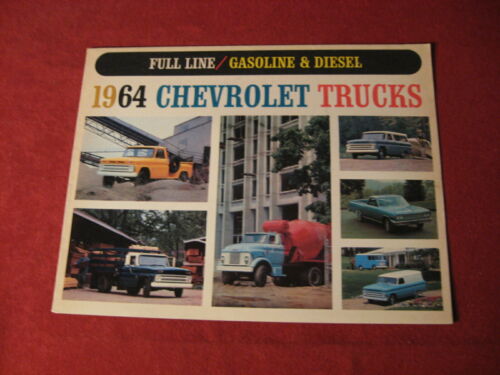 FULL LINE / GASOLINE & DIESEL
1964 CHEVROLET TRUCKS